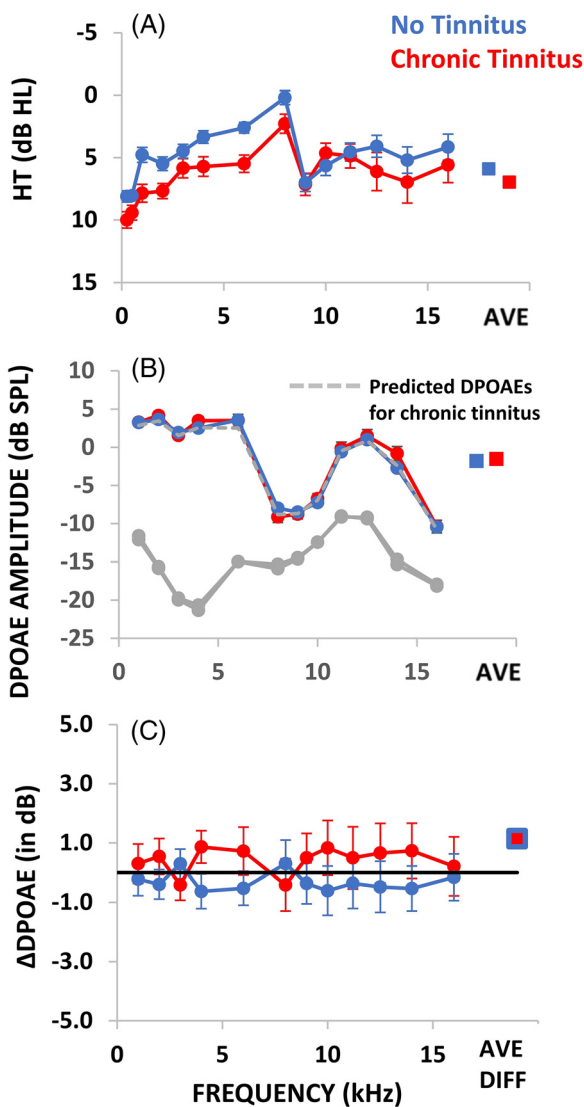 (A)
No Tinnitus
Chronic Tinnitus
HT (dB HL)
-5
0
5
10
15
0
5
10
15
AVE
(B)
Predicted DPOAEs
for chronic tinnitus
DPOAE AMPLITUDE (dB SPL)
10
5
0
-5
-10
-15
-20
-25
0
5
10
15
AVE
(C)
ΔDPOAE (in dB)
5.0
3.0
1.0
-1.0
-3.0
-5.0
0
5
10
15
AVE
DIFF
FREQUENCY (kHz)